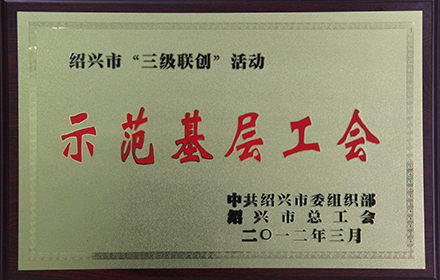 绍兴市“三级联创”活动
示范基层工会
中共绍兴市委组织部
绍兴市总工会
二〇一二年三月